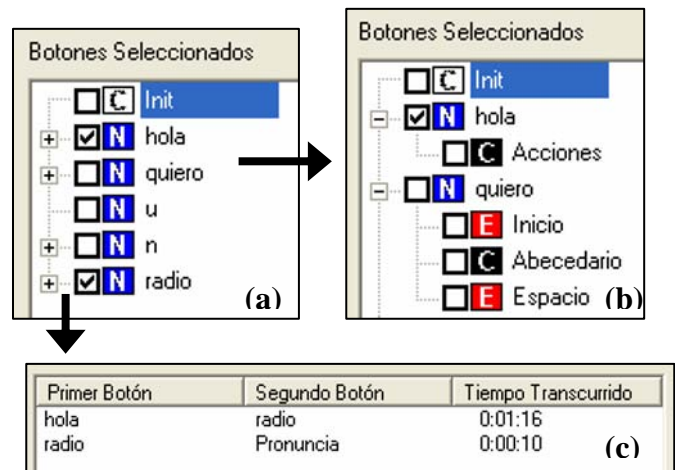 Botones Seleccionados
C Init
N hola
N quiero
N u
N n
N radio
(a)
Botones Seleccionados
C Init
N hola
C Acciones
N quiero
E Inicio
C Abecedario
E Espacio
(b)
Primer Botón Segundo Botón Tiempo Transcurrido
hola radio 0:01:16
radio Pronuncia 0:00:10
(c)